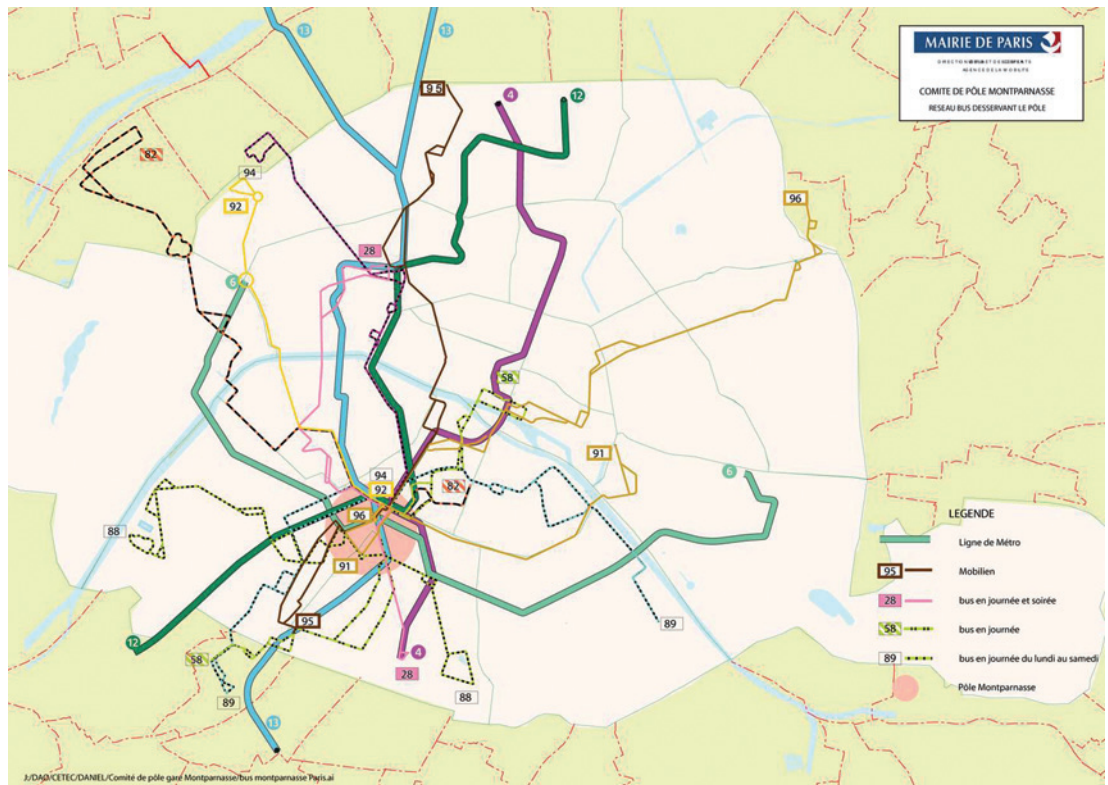 13
13
MAIRIE DE PARIS
COMITE DE PÔLE MONTPARNASSE
RESEAU BUS DESSERVANT LE PÔLE
95
4
12
82
94
92
96
28
6
58
91
6
94
92
82
96
88
91
95
89
12
58
4
28
88
89
13
LEGENDE
Ligne de Métro
95 Mobilien
28 bus en journée et soirée
58 bus en journée
89 bus en journée du lundi au samedi
Pôle Montparnasse
J:/DAO/CETEC/DANIEL/Comité de pôle gare Montparnasse/bus montparnasse Paris.ai